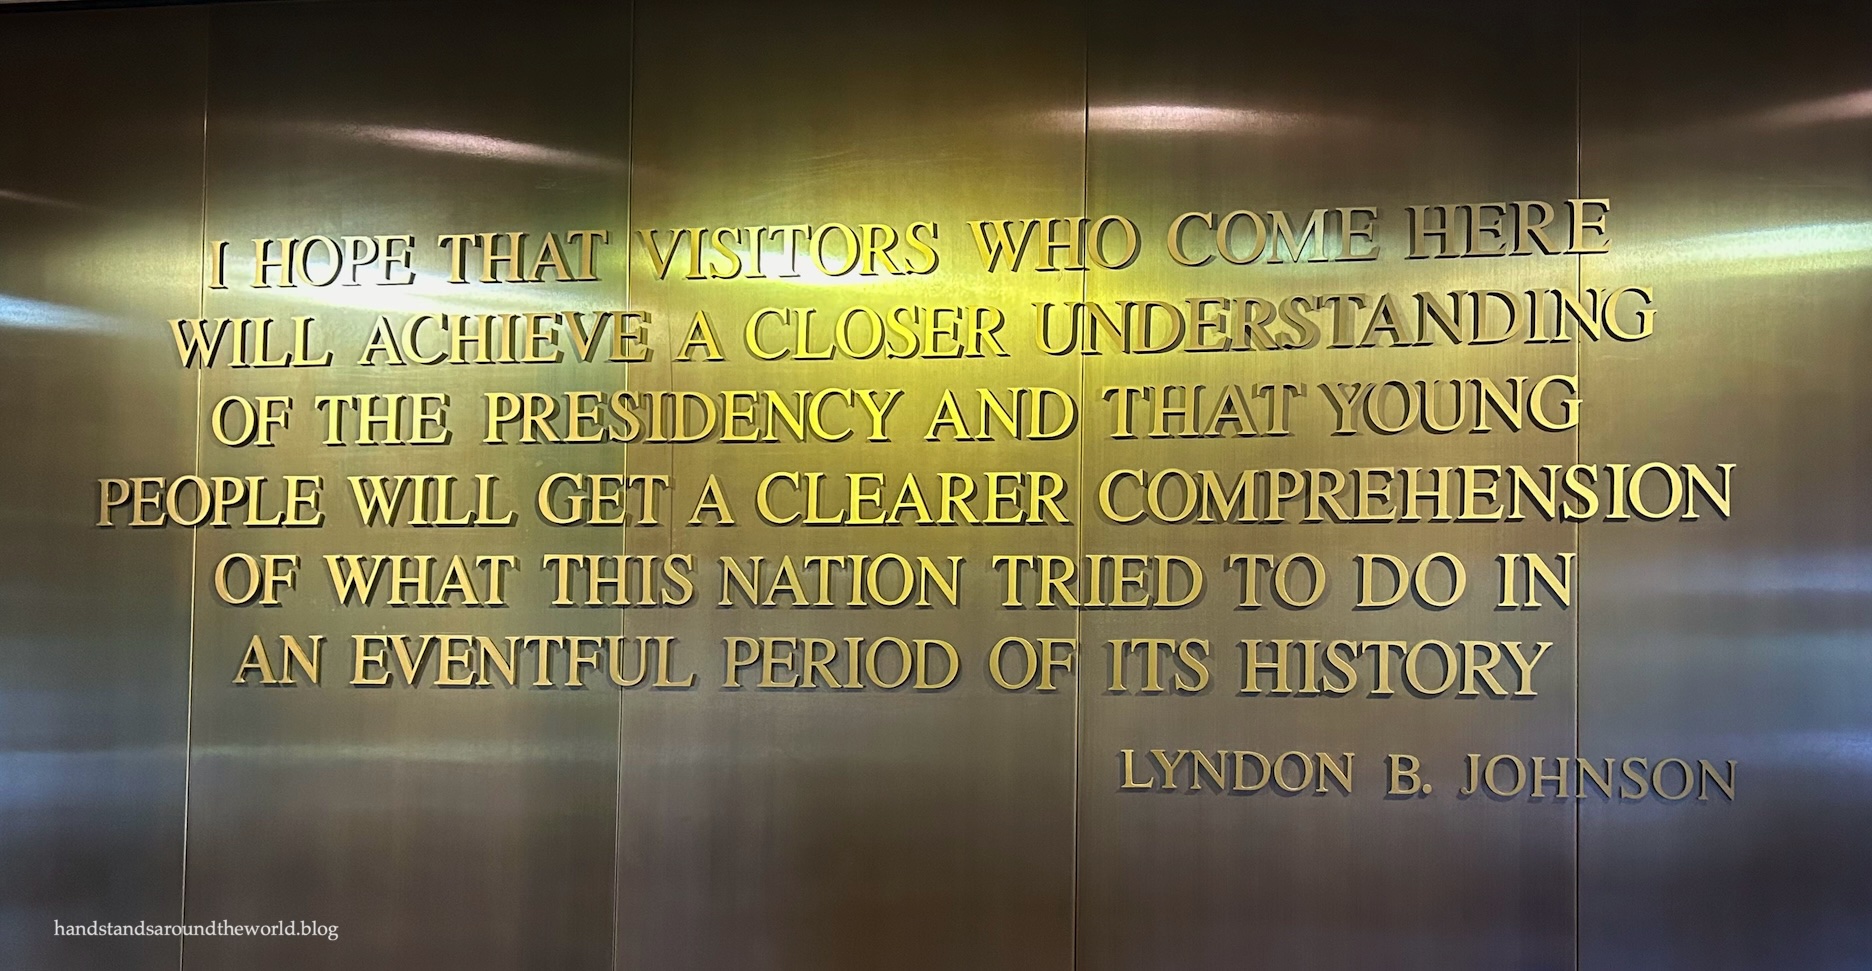 I HOPE THAT VISITORS WHO COME HERE
WILL ACHIEVE A CLOSER UNDERSTANDING
OF THE PRESIDENCY AND THAT YOUNG
PEOPLE WILL GET A CLEARER COMPREHENSION
OF WHAT THIS NATION TRIED TO DO IN
AN EVENTFUL PERIOD OF ITS HISTORY
LYNDON B. JOHNSON
handstandsaroundtheworld.blog